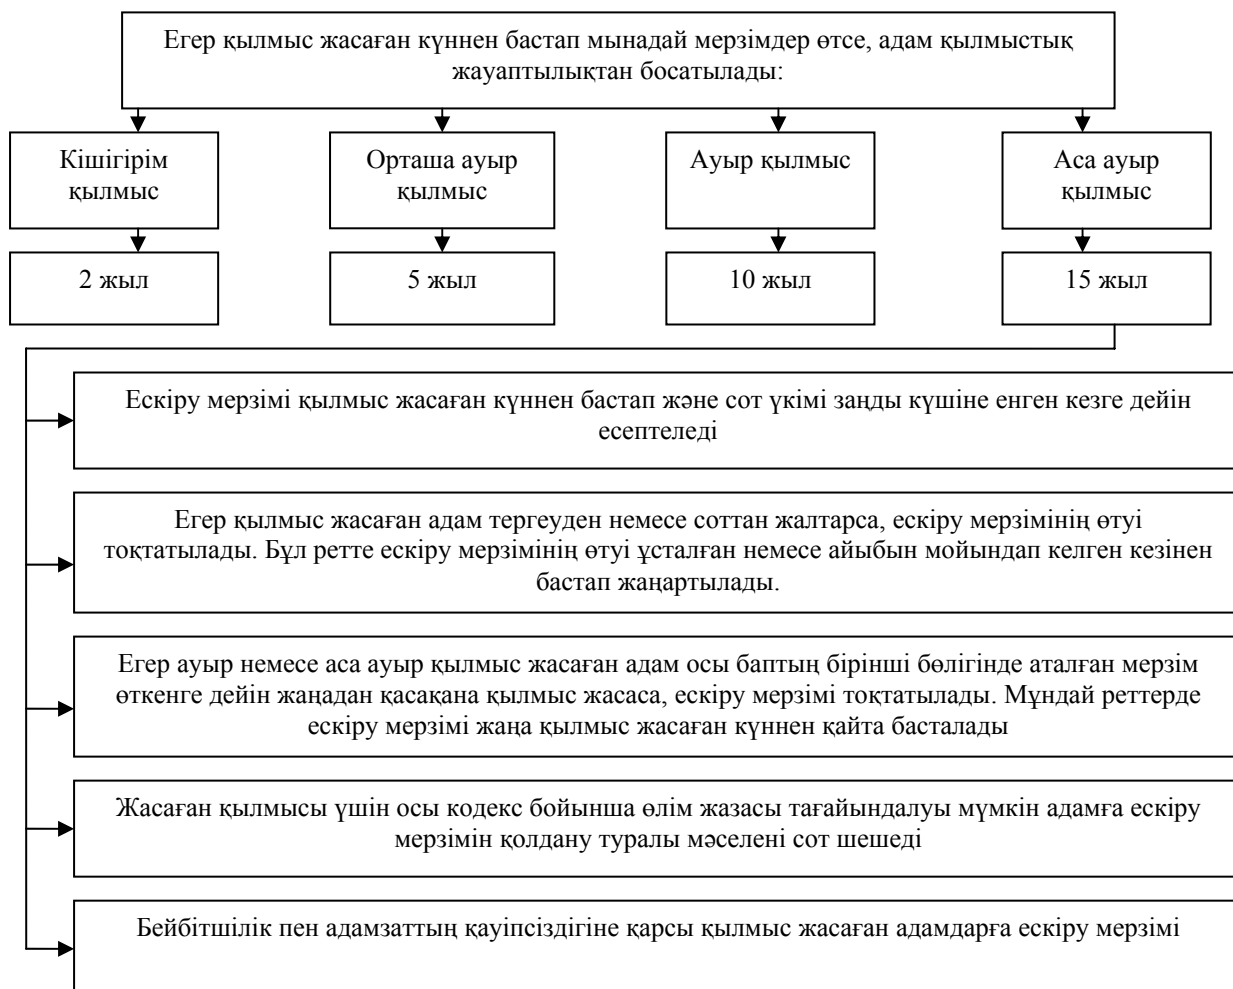 Егер қылмыс жасаған күннен бастап мынадай мерзімдер өтсе, адам қылмыстық
жауаптылықтан босатылады:
Кішігірім
қылмыс
Орташа ауыр
қылмыс
Ауыр қылмыс
Аса ауыр
қылмыс
2 жыл
5 жыл
10 жыл
15 жыл
Ескіру мерзімі қылмыс жасаған күннен бастап және сот үкімі заңды күшіне енген кезге дейін
есептеледі
Егер қылмыс жасаған адам тергеуден немесе соттан жалтарса, ескіру мерзімінің өтуі
тоқтатылады. Бұл ретте ескіру мерзімінің өтуі ұсталған немесе айыбын мойындап келген кезінен
бастап жаңартылады.
Егер ауыр немесе аса ауыр қылмыс жасаған адам осы баптың бірінші бөлігінде аталған мерзім
өткенге дейін жаңадан қасақана қылмыс жасаса, ескіру мерзімі тоқтатылады. Мұндай реттерде
ескіру мерзімі жаңа қылмыс жасаған күннен қайта басталады
Жасаған қылмысы үшін осы кодекс бойынша өлім жазасы тағайындалуы мүмкін адамға ескіру
мерзімін қолдану туралы мәселені сот шешеді
Бейбітшілік пен адамзаттың қауіпсіздігіне қарсы қылмыс жасаған адамдарға ескіру мерзімі